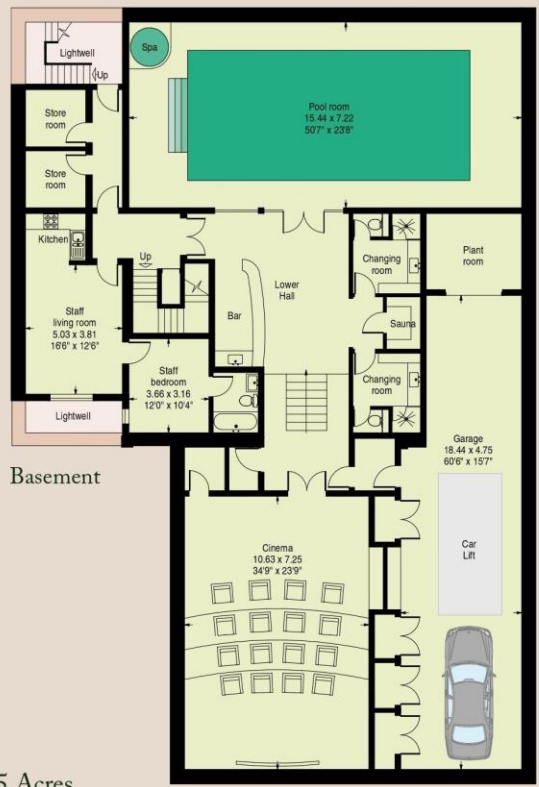 Lightwell
Up
Spa
Pool room
15.44 x 7.22
50'7" x 23'8"
Store
room
Store
room
Kitchen
Up
Staff
living room
5.03 x 3.81
16'6" x 12'6"
Staff
bedroom
3.66 x 3.16
12'0" x 10'4"
Lightwell
Bar
Lower
Hall
Changing
room
Sauna
Changing
room
Plant
room
Garage
18.44 x 4.75
60'6" x 15'7"
Car
Lift
Basement
Cinema
10.63 x 7.25
34'9" x 23'9"
5 Acres